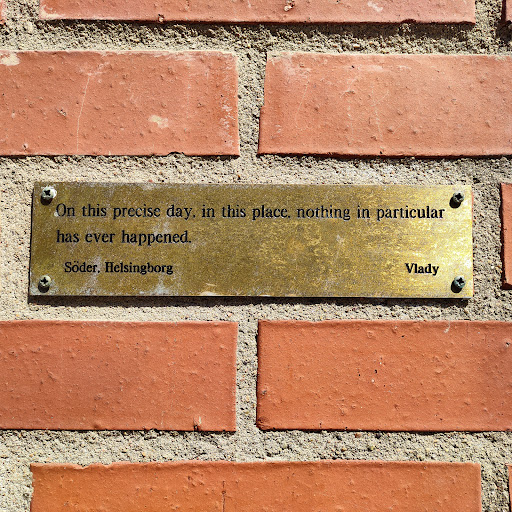 On this precise day, in this place, nothing in particular
has ever happened.
Söder, Helsingborg Vlady